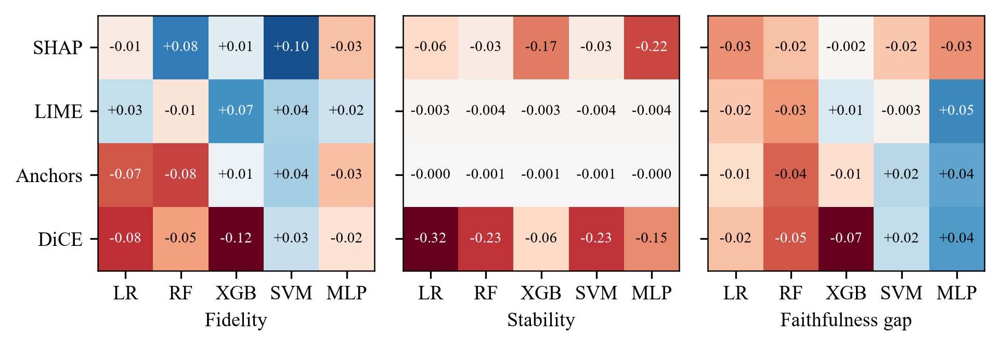 SHAP -0.01 +0.08 +0.01 +0.10 -0.03 -0.06 -0.03 -0.17 -0.03 -0.22 -0.03 -0.02 -0.002 -0.02 -0.03
LIME +0.03 -0.01 +0.07 +0.04 +0.02 -0.003 -0.004 -0.003 -0.004 -0.004 -0.02 -0.03 +0.01 -0.003 +0.05
Anchors -0.07 -0.08 +0.01 +0.04 -0.03 -0.000 -0.001 -0.001 -0.001 -0.000 -0.01 -0.04 -0.01 +0.02 +0.04
DiCE -0.08 -0.05 -0.12 +0.03 -0.02 -0.32 -0.23 -0.06 -0.23 -0.15 -0.02 -0.05 -0.07 +0.02 +0.04
LR RF XGB SVM MLP LR RF XGB SVM MLP LR RF XGB SVM MLP
Fidelity Stability Faithfulness gap